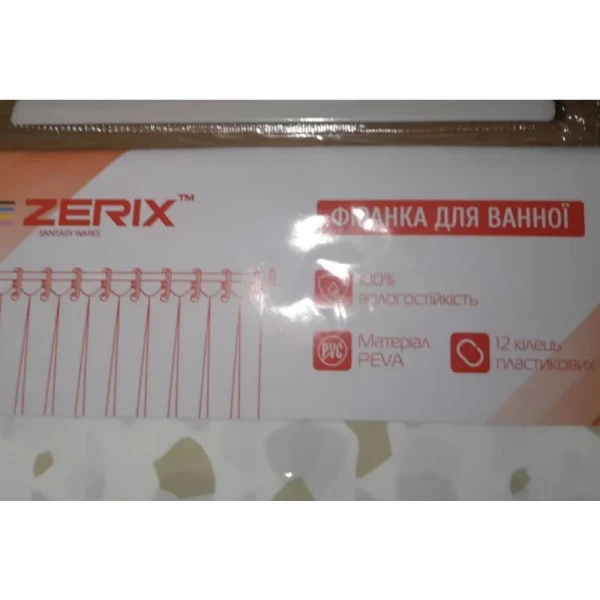 ZERIX™
SANITARY WARES
ФІРАНКА ДЛЯ ВАННОЇ
100%
вологостійкість
PVC
Матеріал
PEVA
12 кілець
пластикових